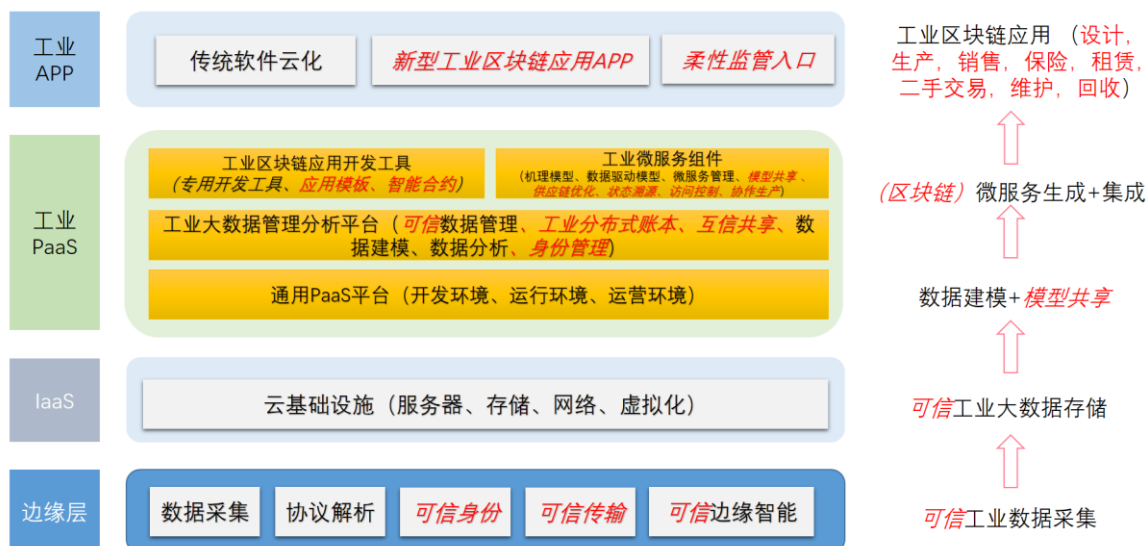 工业
APP
传统软件云化
新型工业区块链应用APP
柔性监管入口
工业区块链应用 （设计,
生产, 销售, 保险, 租赁,
二手交易, 维护, 回收）
工业
PaaS
工业区块链应用开发工具
（专用开发工具、应用模板、智能合约）
工业微服务组件
（机理模型、数据驱动模型、微服务管理、模型共享、
供应链优化、状态溯源、访问控制、协作生产）
工业大数据管理分析平台（可信数据管理、工业分布式账本、互信共享、数
据建模、数据分析、身份管理）
通用PaaS平台（开发环境、运行环境、运营环境）
（区块链）微服务生成+集成
数据建模+模型共享
IaaS
云基础设施（服务器、存储、网络、虚拟化）
可信工业大数据存储
边缘层
数据采集
协议解析
可信身份
可信传输
可信边缘智能
可信工业数据采集